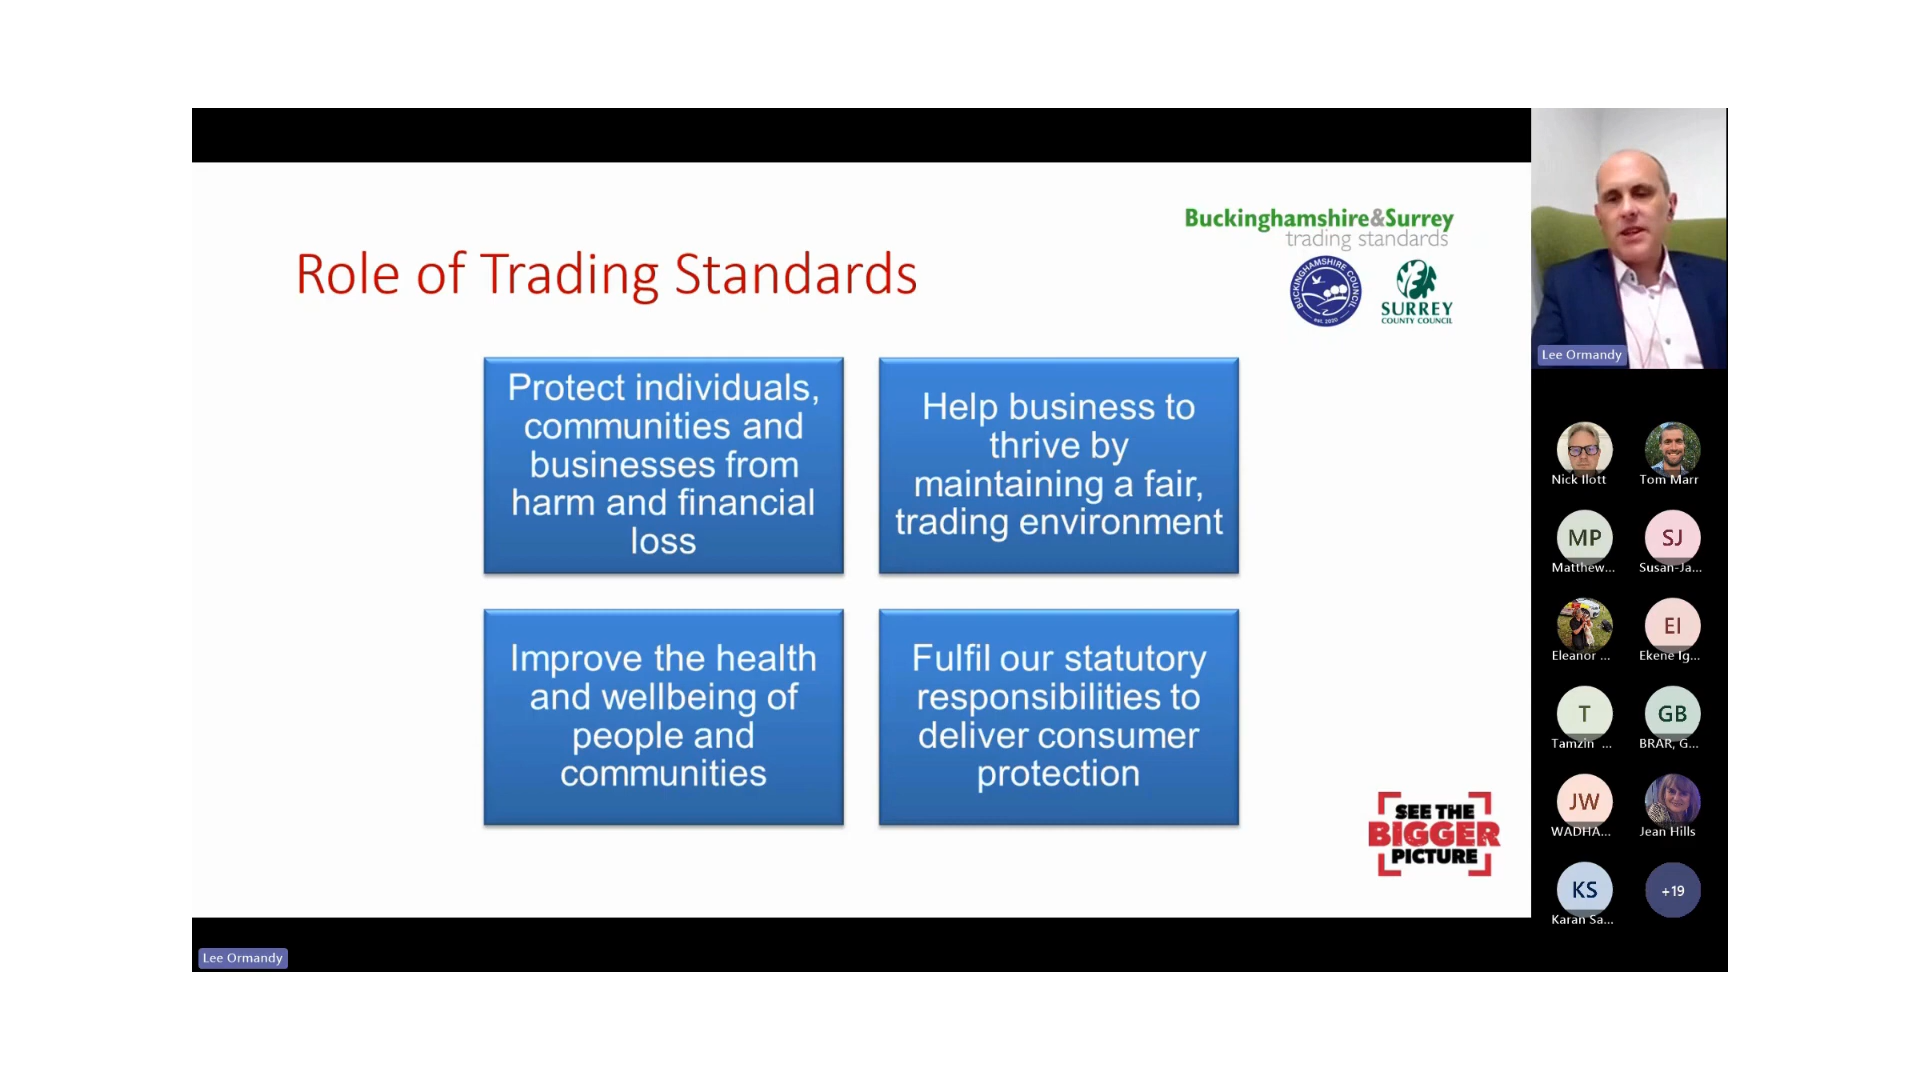 Buckinghamshire&Surrey
trading standards
Role of Trading Standards
BUCKINGHAMSHIRE COUNCIL
est. 2020
SURREY
COUNTY COUNCIL
Protect individuals,
communities and
businesses from
harm and financial
loss
Help business to
thrive by
maintaining a fair,
trading environment
Improve the health
and wellbeing of
people and
communities
Fulfil our statutory
responsibilities to
deliver consumer
protection
SEE THE
BIGGER
PICTURE
Lee Ormandy
Lee Ormandy
Nick Ilott
Tom Marr
MP
SJ
Matthew...
Susan-Ja...
Eleanor ...
EI
Ekene Ig...
T
GB
Tamzin ...
BRAR, G...
JW
WADHA...
Jean Hills
KS
+19
Karan Sa...